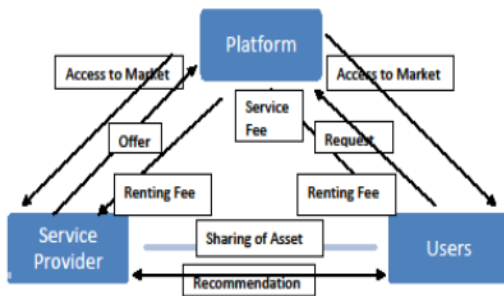 Platform
Access to Market
Access to Market
Service
Fee
Offer
Request
Renting Fee
Renting Fee
Service
Provider
Sharing of Asset
Users
Recommendation